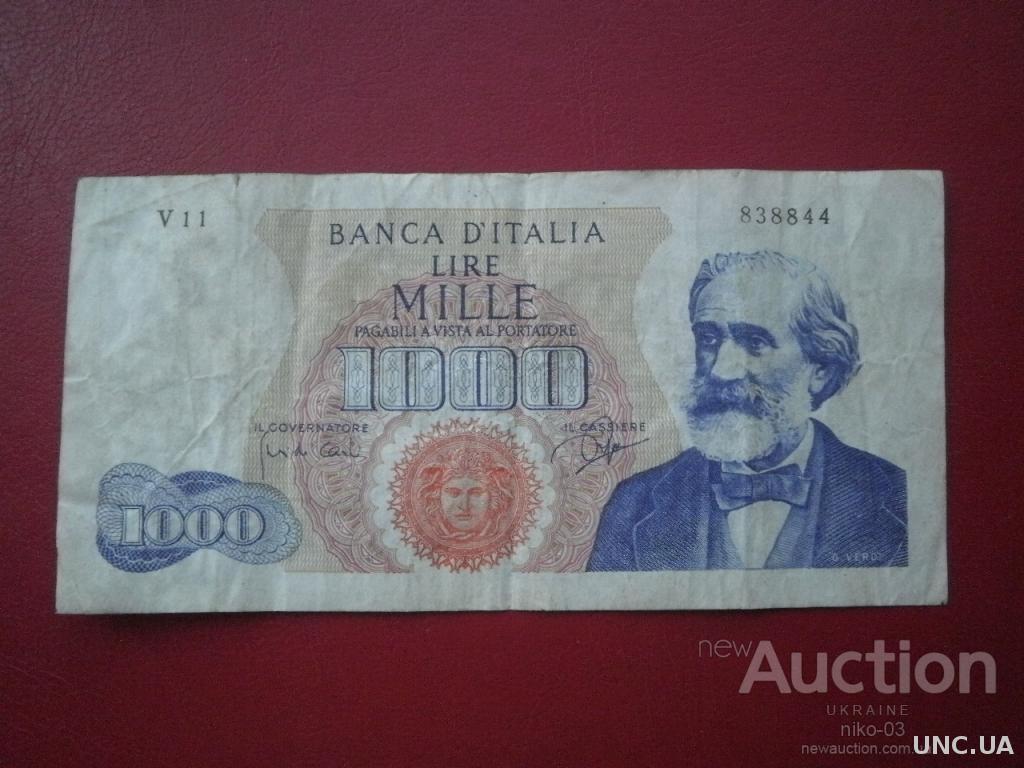 V 11
838844
BANCA D'ITALIA
LIRE
MILLE
PAGABILI A VISTA AL PORTATORE
1000
IL GOVERNATORE
IL CASSIERE
1000
G. VERDI
new Auction
UKRAINE
niko-03
newauction.com
UNC.UA